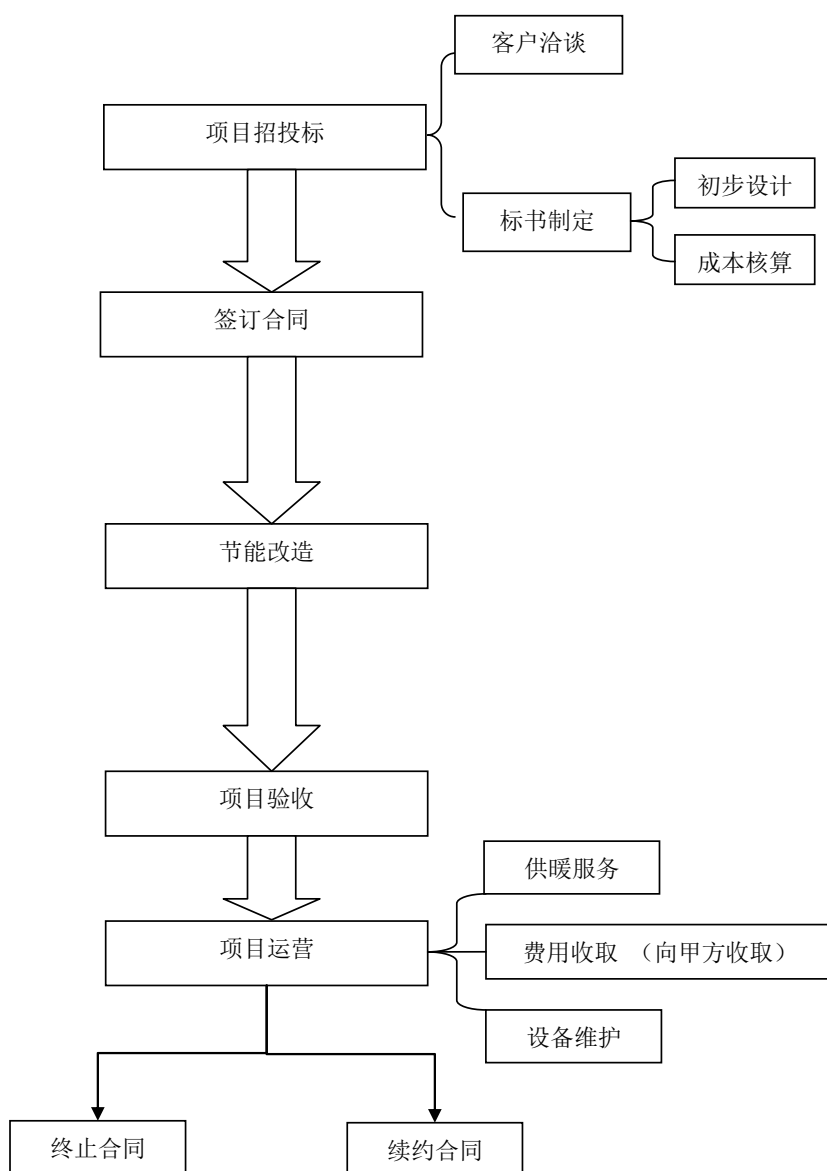 客户洽谈
项目招投标
初步设计
标书制定
成本核算
签订合同
节能改造
项目验收
供暖服务
项目运营
费用收取 （向甲方收取）
设备维护
终止合同
续约合同